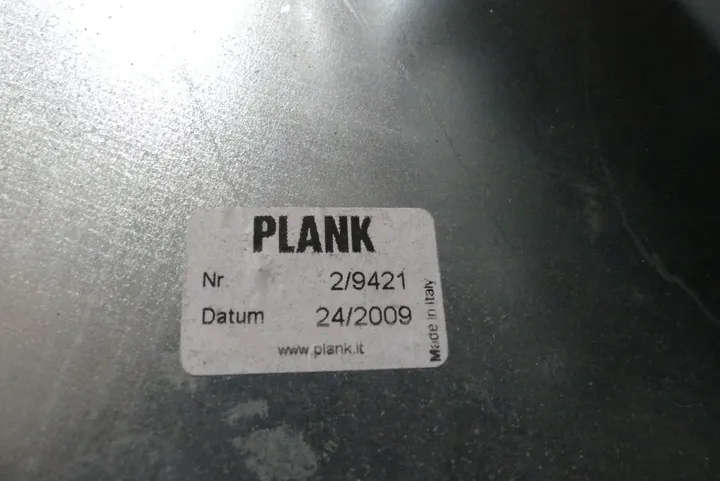 PLANK
Nr. 2/9421
Datum 24/2009
www.plank.it
Made in Italy